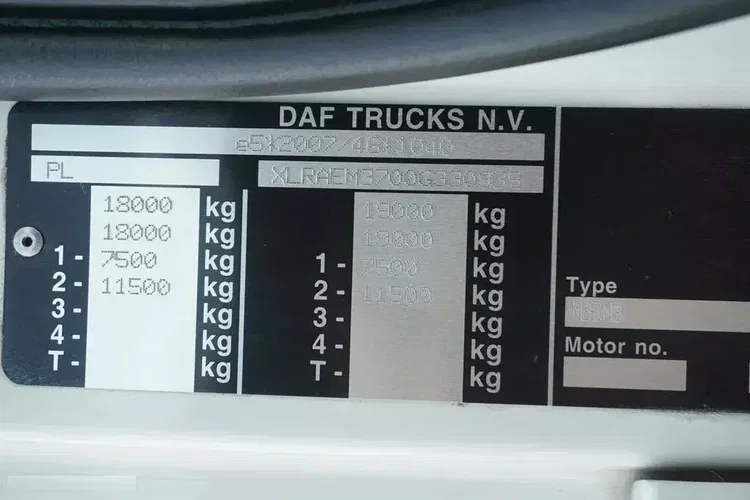 DAF TRUCKS N.V.
e5*2007/46*1040
PL XLRAEM3700G330939
18000 kg 19000 kg
18000 kg 18000 kg
1- 7500 kg 1- 7500 kg
2- 11500 kg 2- 11500 kg
3- kg 3- kg
4- kg 4- kg
T- kg T- kg
Type
Motor no.